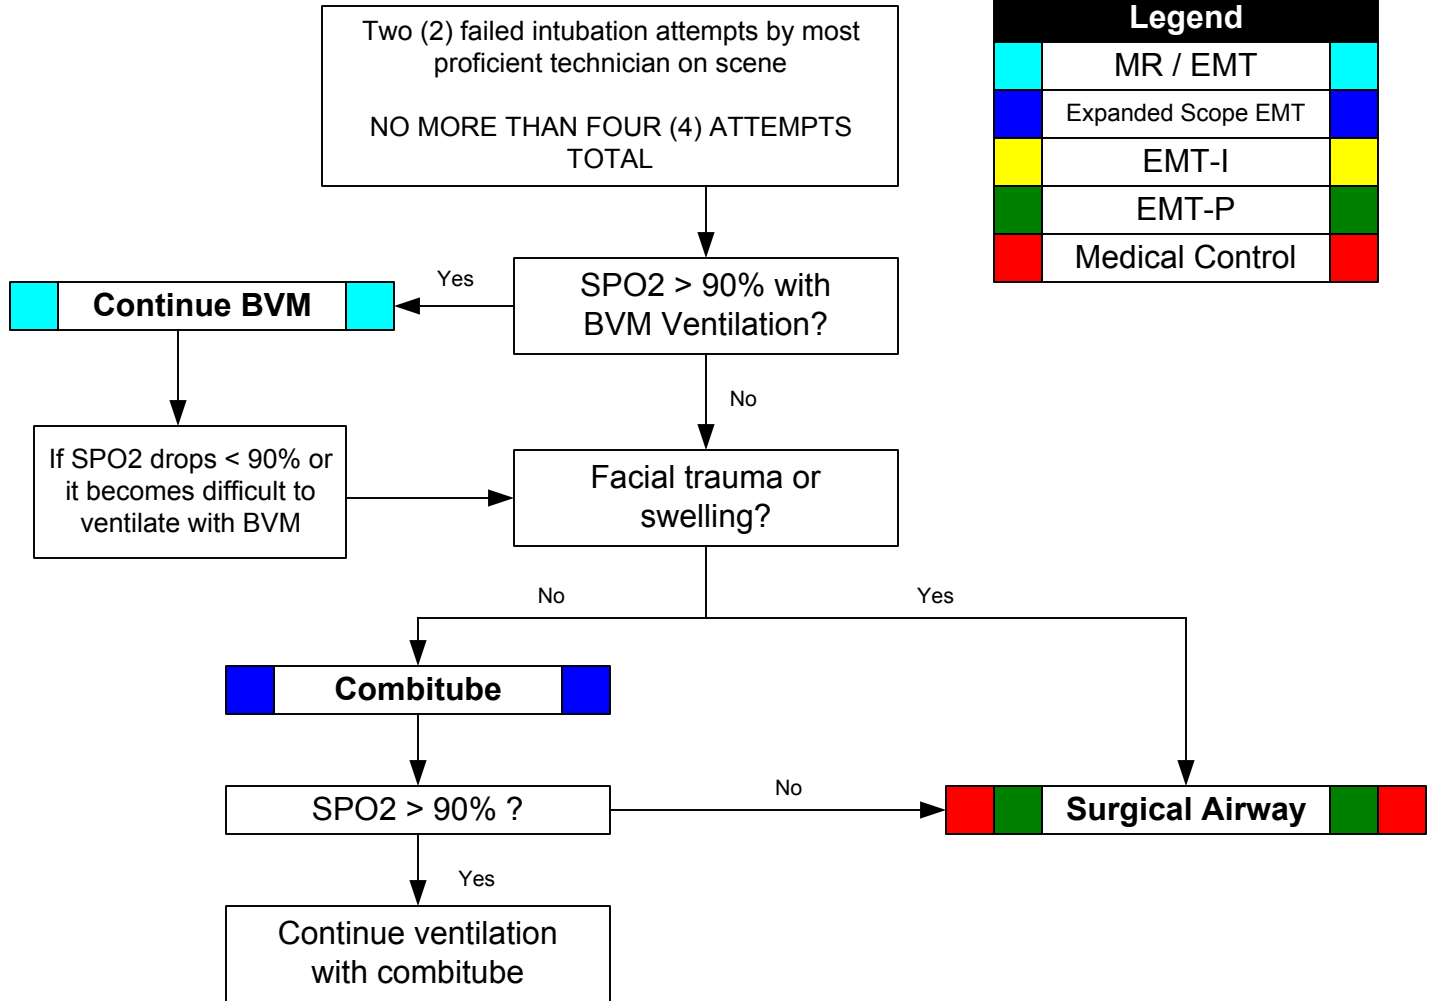 Two (2) failed intubation attempts by most
proficient technician on scene
NO MORE THAN FOUR (4) ATTEMPTS
TOTAL
Legend
MR / EMT
Expanded Scope EMT
EMT-I
EMT-P
Medical Control
SPO2 > 90% with
BVM Ventilation?
Yes
Continue BVM
No
If SPO2 drops < 90% or
it becomes difficult to
ventilate with BVM
Facial trauma or
swelling?
No
Yes
Combitube
SPO2 > 90% ?
No
Surgical Airway
Yes
Continue ventilation
with combitube